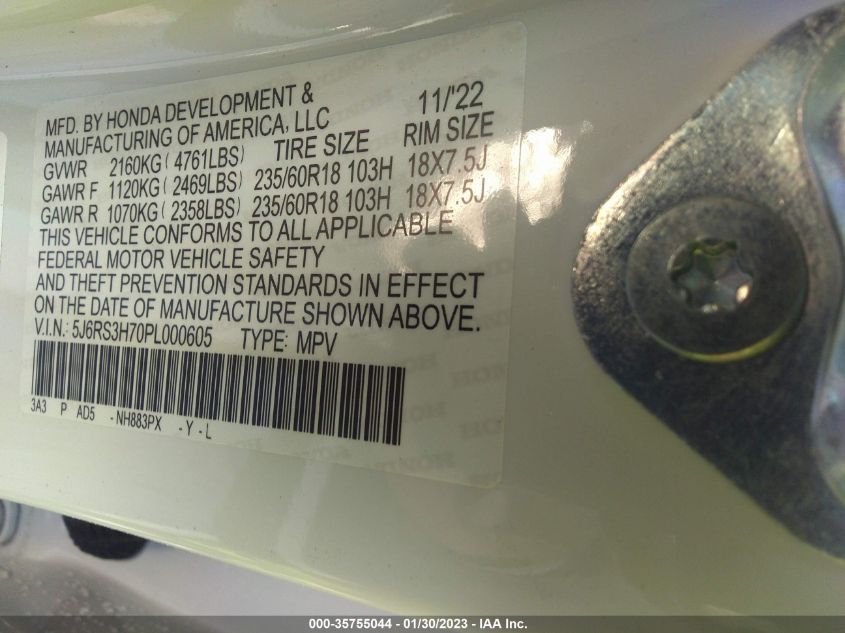 MFD. BY HONDA DEVELOPMENT & 11/'22
MANUFACTURING OF AMERICA, LLC
GVWR 2160KG ( 4761LBS) TIRE SIZE RIM SIZE
GAWR F 1120KG ( 2469LBS) 235/60R18 103H 18X7.5J
GAWR R 1070KG ( 2358LBS) 235/60R18 103H 18X7.5J
THIS VEHICLE CONFORMS TO ALL APPLICABLE
FEDERAL MOTOR VEHICLE SAFETY
AND THEFT PREVENTION STANDARDS IN EFFECT
ON THE DATE OF MANUFACTURE SHOWN ABOVE.
V.I.N.: 5J6RS3H70PL000605 TYPE: MPV
3A3 P AD5 -NH883PX -Y-L
000-35755044 - 01/30/2023 - IAA Inc.